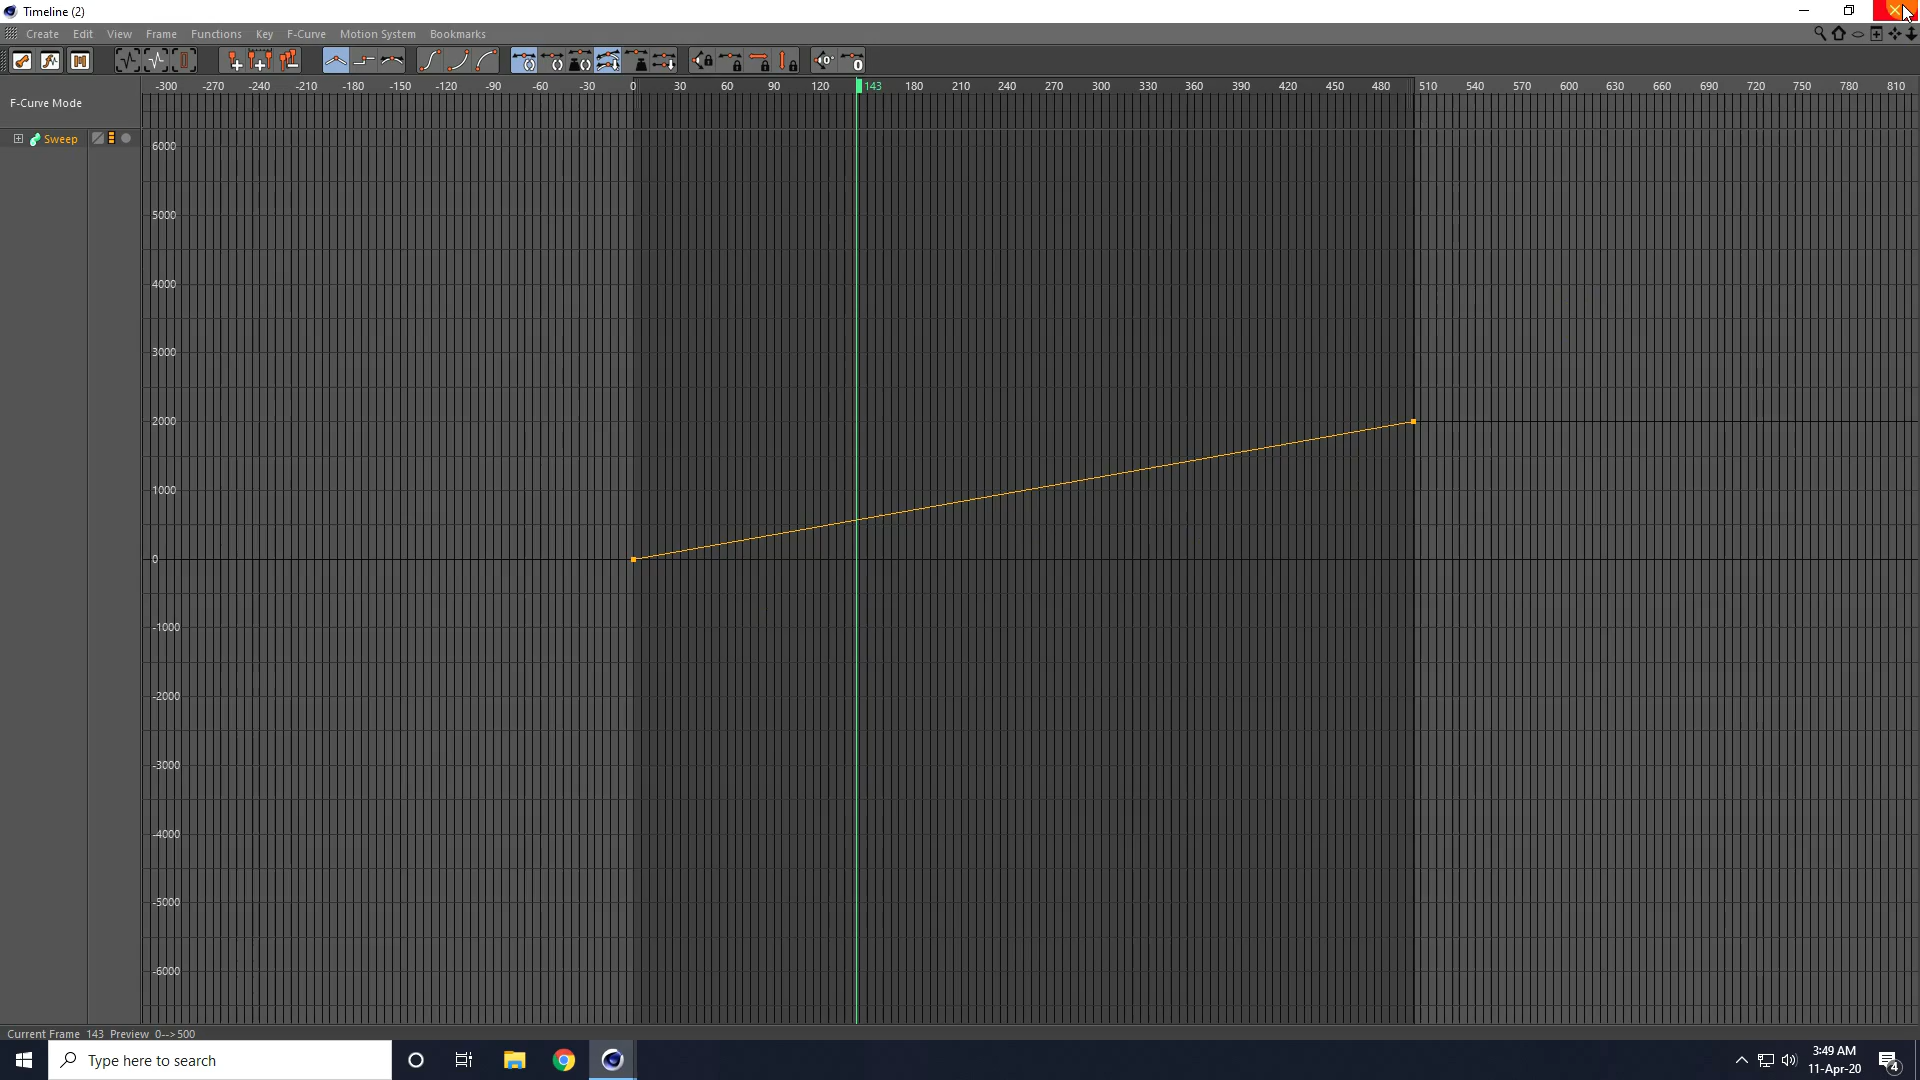 Timeline (2)
Create Edit View Frame Functions Key F-Curve Motion System Bookmarks
-300 -270 -240 -210 -180 -150 -120 -90 -60 -30 0 30 60 90 120 143 180 210 240 270 300 330 360 390 420 450 480 510 540 570 600 630 660 690 720 750 780 810
F-Curve Mode
Sweep
6000
5000
4000
3000
2000
1000
0
-1000
-2000
-3000
-4000
-5000
-6000
Current Frame 143 Preview 0-->500
Type here to search
3:49 AM
11-Apr-20
4